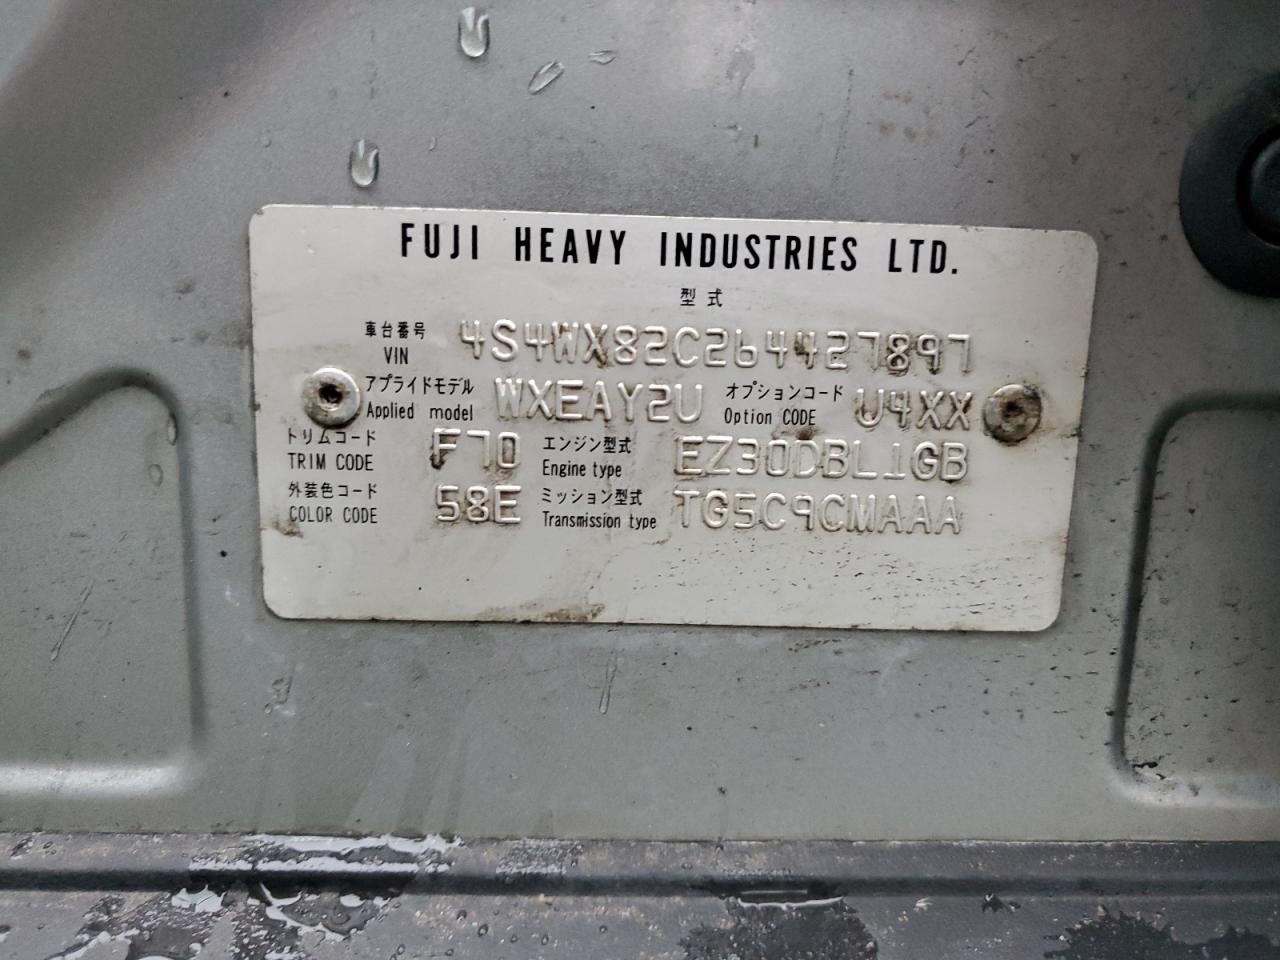 FUJI HEAVY INDUSTRIES LTD.
型式
車台番号 VIN 4S4WX82C264427897
アプライドモデル Applied model WXEAY2U オプションコード Option CODE U4XX
トリムコード TRIM CODE F70 エンジン型式 Engine type EZ30DBL1GB
外装色コード COLOR CODE 58E ミッション型式 Transmission type TG5C9CMAAA